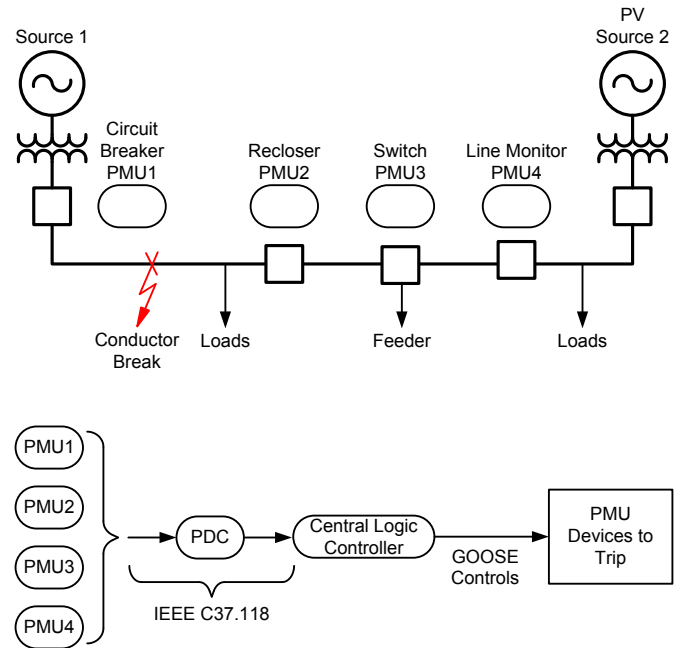 Source 1
PV
Source 2
Circuit
Breaker
PMU1
Recloser
PMU2
Switch
PMU3
Line Monitor
PMU4
Conductor
Break
Loads
Feeder
Loads
PMU1
PMU2
PMU3
PMU4
PDC
Central Logic
Controller
GOOSE
Controls
PMU
Devices to
Trip
IEEE C37.118